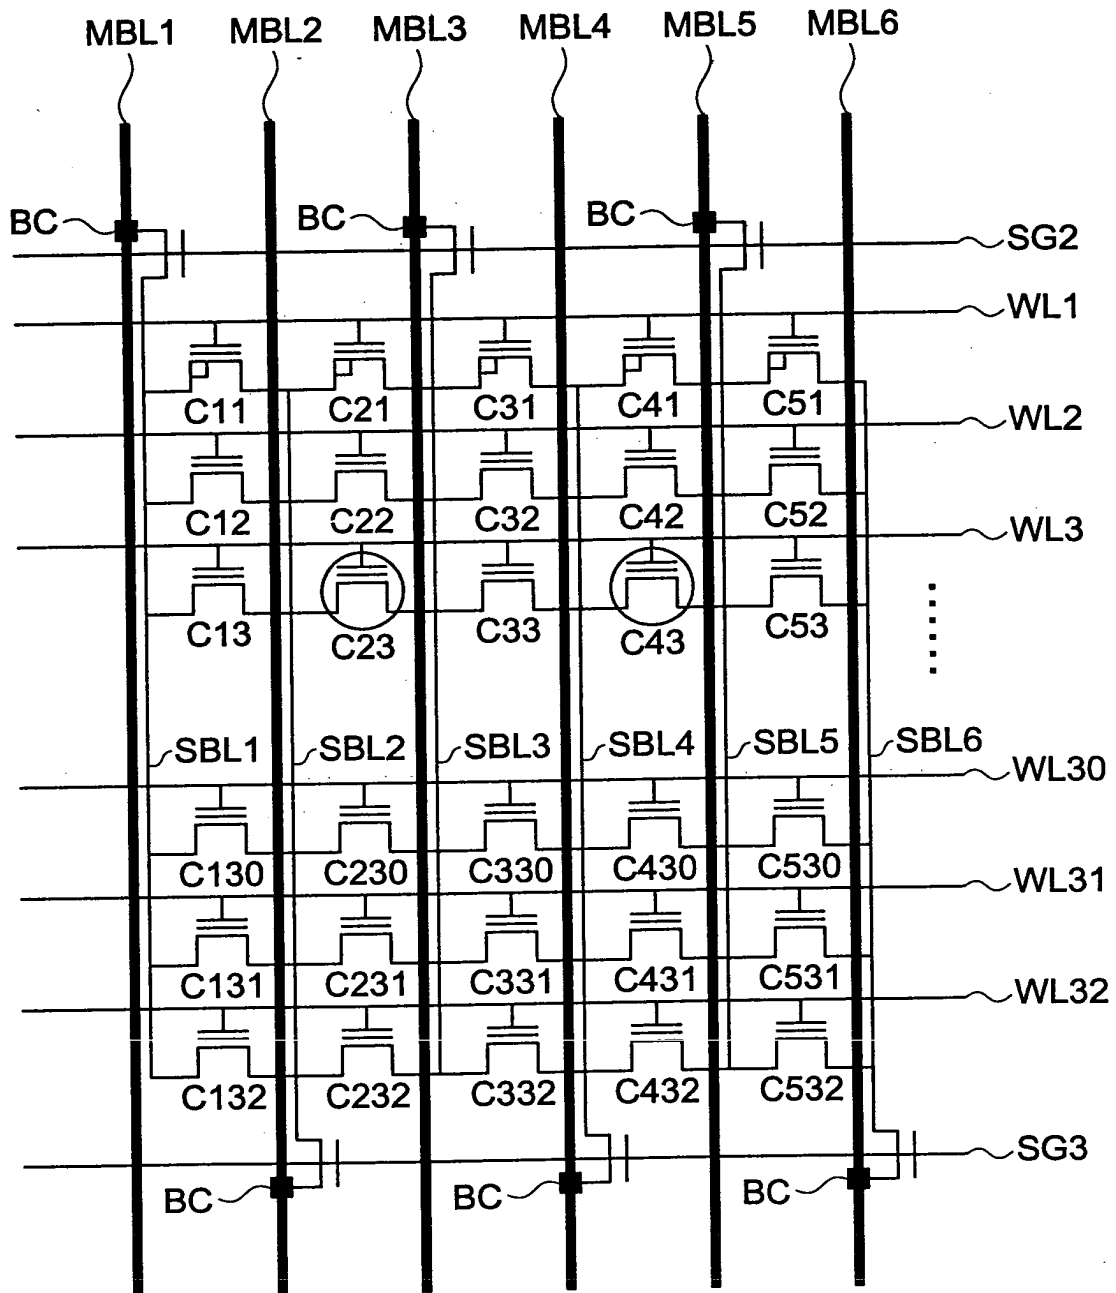 MBL1 MBL2 MBL3 MBL4 MBL5 MBL6
BC BC BC SG2
WL1
C11 C21 C31 C41 C51
WL2
C12 C22 C32 C42 C52
WL3
C13 C23 C33 C43 C53
SBL1 SBL2 SBL3 SBL4 SBL5 SBL6
WL30
C130 C230 C330 C430 C530
WL31
C131 C231 C331 C431 C531
WL32
C132 C232 C332 C432 C532
SG3
BC BC BC